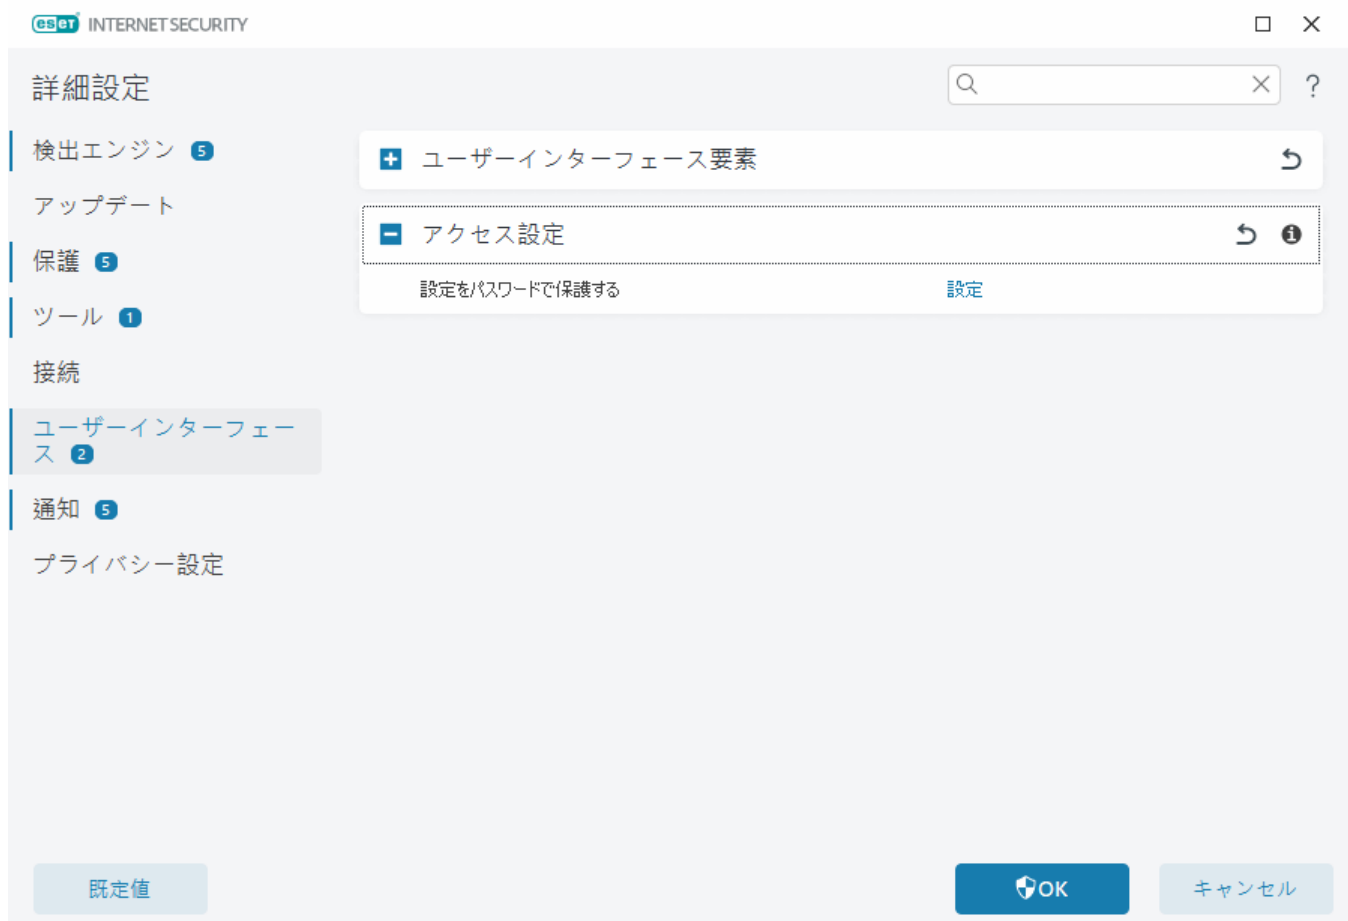 eset INTERNET SECURITY
詳細設定
?
検出エンジン 5
アップデート
保護 5
ツール 1
接続
ユーザーインターフェー
ス 2
通知 5
プライバシー設定
ユーザーインターフェース要素
アクセス設定
設定をパスワードで保護する 設定
既定値
OK
キャンセル